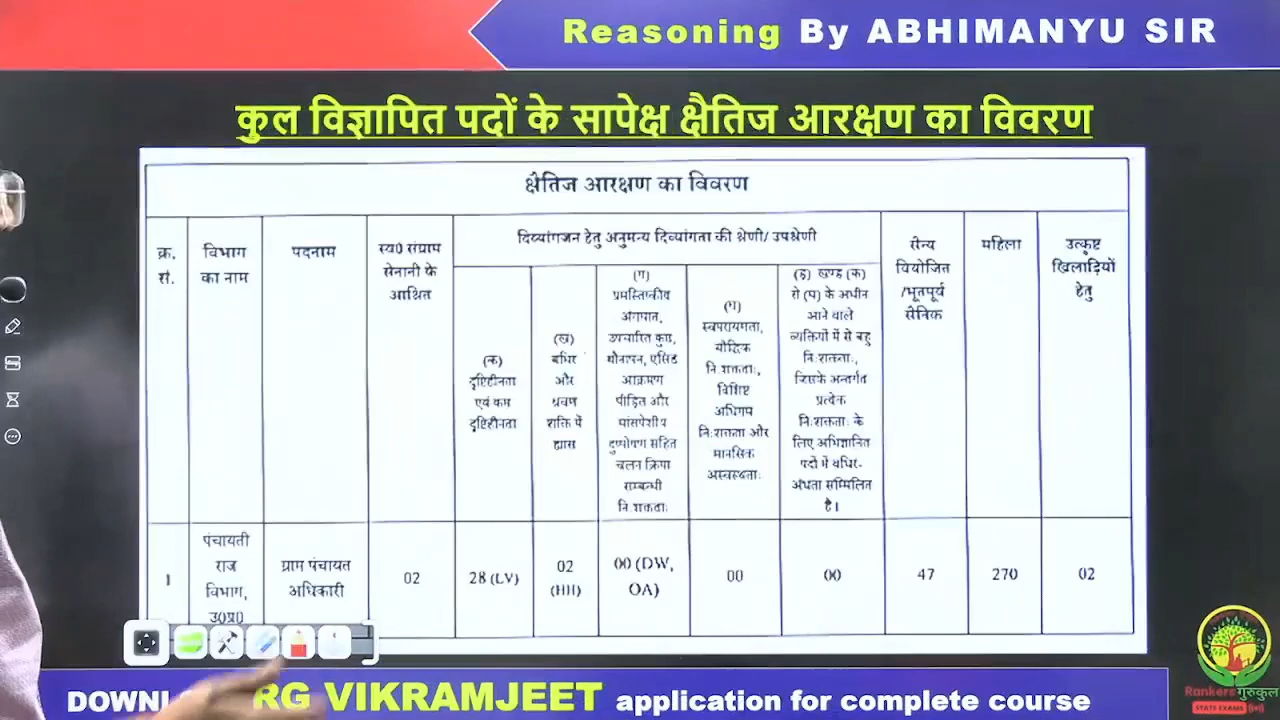 Reasoning By ABHIMANYU SIR
कुल विज्ञापित पदों के सापेक्ष क्षैतिज आरक्षण का विवरण
क्षैतिज आरक्षण का विवरण
क्र.
सं.
विभाग
का नाम
पदनाम
स्व0 संग्राम
सेनानी के
आश्रित
दिव्यांगजन हेतु अनुमन्य दिव्यांगता की श्रेणी/ उपश्रेणी
(क)
दृष्टिहीनता
एवं कम
दृष्टिहीनता
(ख)
बधिर
और
श्रवण
शक्ति में
ह्रास
(ग)
प्रमस्तिष्कीय
अंगघात,
उपचारित कुष्ठ,
बौनापन, एसिड
आक्रमण
पीड़ित और
मांसपेशीय
दुष्पोषण सहित
चलन क्रिया
सम्बन्धी
निःशक्तताः
(घ)
स्वपरायणता,
बौद्धिक
निःशक्तताः,
विशिष्ट
अधिगम
निःशक्तता और
मानसिक
अस्वस्थताः
(ड़) खण्ड (क)
से (घ) के अधीन
आने वाले
व्यक्तियों में से बहु
निःशक्तताः,
जिसके अन्तर्गत
प्रत्येक
निःशक्तताः के
लिए अभिज्ञानित
पदों में बधिर-
अंधता सम्मिलित
है।
सैन्य
वियोजित
/भूतपूर्व
सैनिक
महिला
उत्कृष्ट
खिलाड़ियों
हेतु
1
पंचायती
राज
विभाग,
उ0प्र0
ग्राम पंचायत
अधिकारी
02
28 (LV)
02
(HH)
00 (DW,
OA)
00
00
47
270
02
RG VIKRAMJEET application for complete course
Rankers गुरुकुल
STATE EXAMS